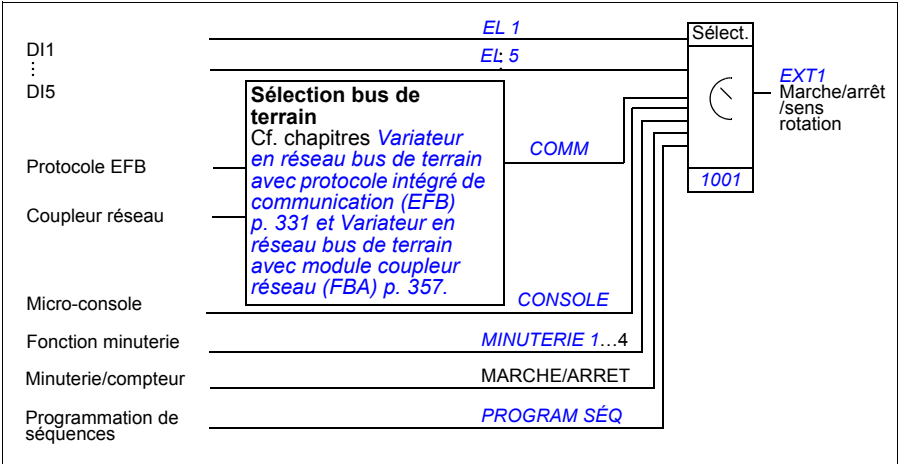 DI1
⋮
DI5
EL 1
EL 5
Sélect.
EXT1
Marche/arrêt
/sens
rotation
1001
Protocole EFB
Coupleur réseau
Sélection bus de
terrain
Cf. chapitres Variateur
en réseau bus de terrain
avec protocole intégré de
communication (EFB)
p. 331 et Variateur en
réseau bus de terrain
avec module coupleur
réseau (FBA) p. 357.
COMM
Micro-console
CONSOLE
Fonction minuterie
MINUTERIE 1…4
Minuterie/compteur
MARCHE/ARRET
Programmation de
séquences
PROGRAM SÉQ